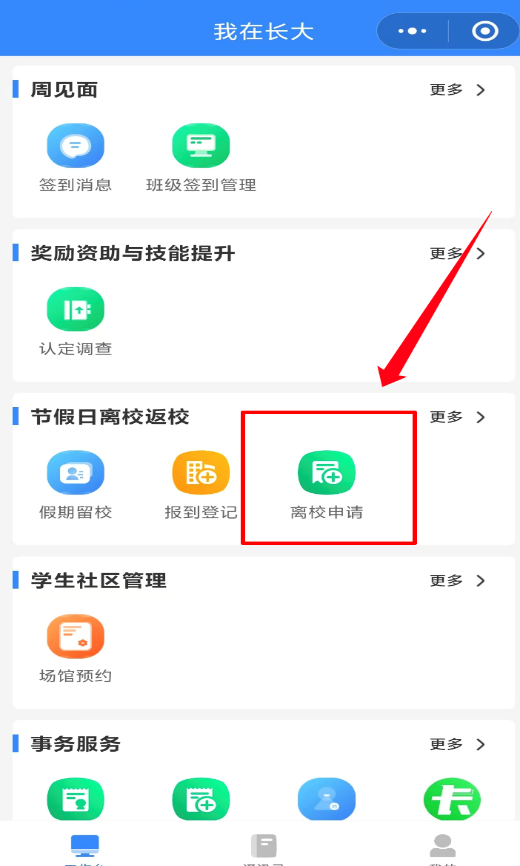 我在长大
周见面
更多
签到消息
班级签到管理
奖励资助与技能提升
更多
认定调查
节假日离校返校
更多
假期留校
报到登记
离校申请
学生社区管理
更多
场馆预约
事务服务
更多
卡